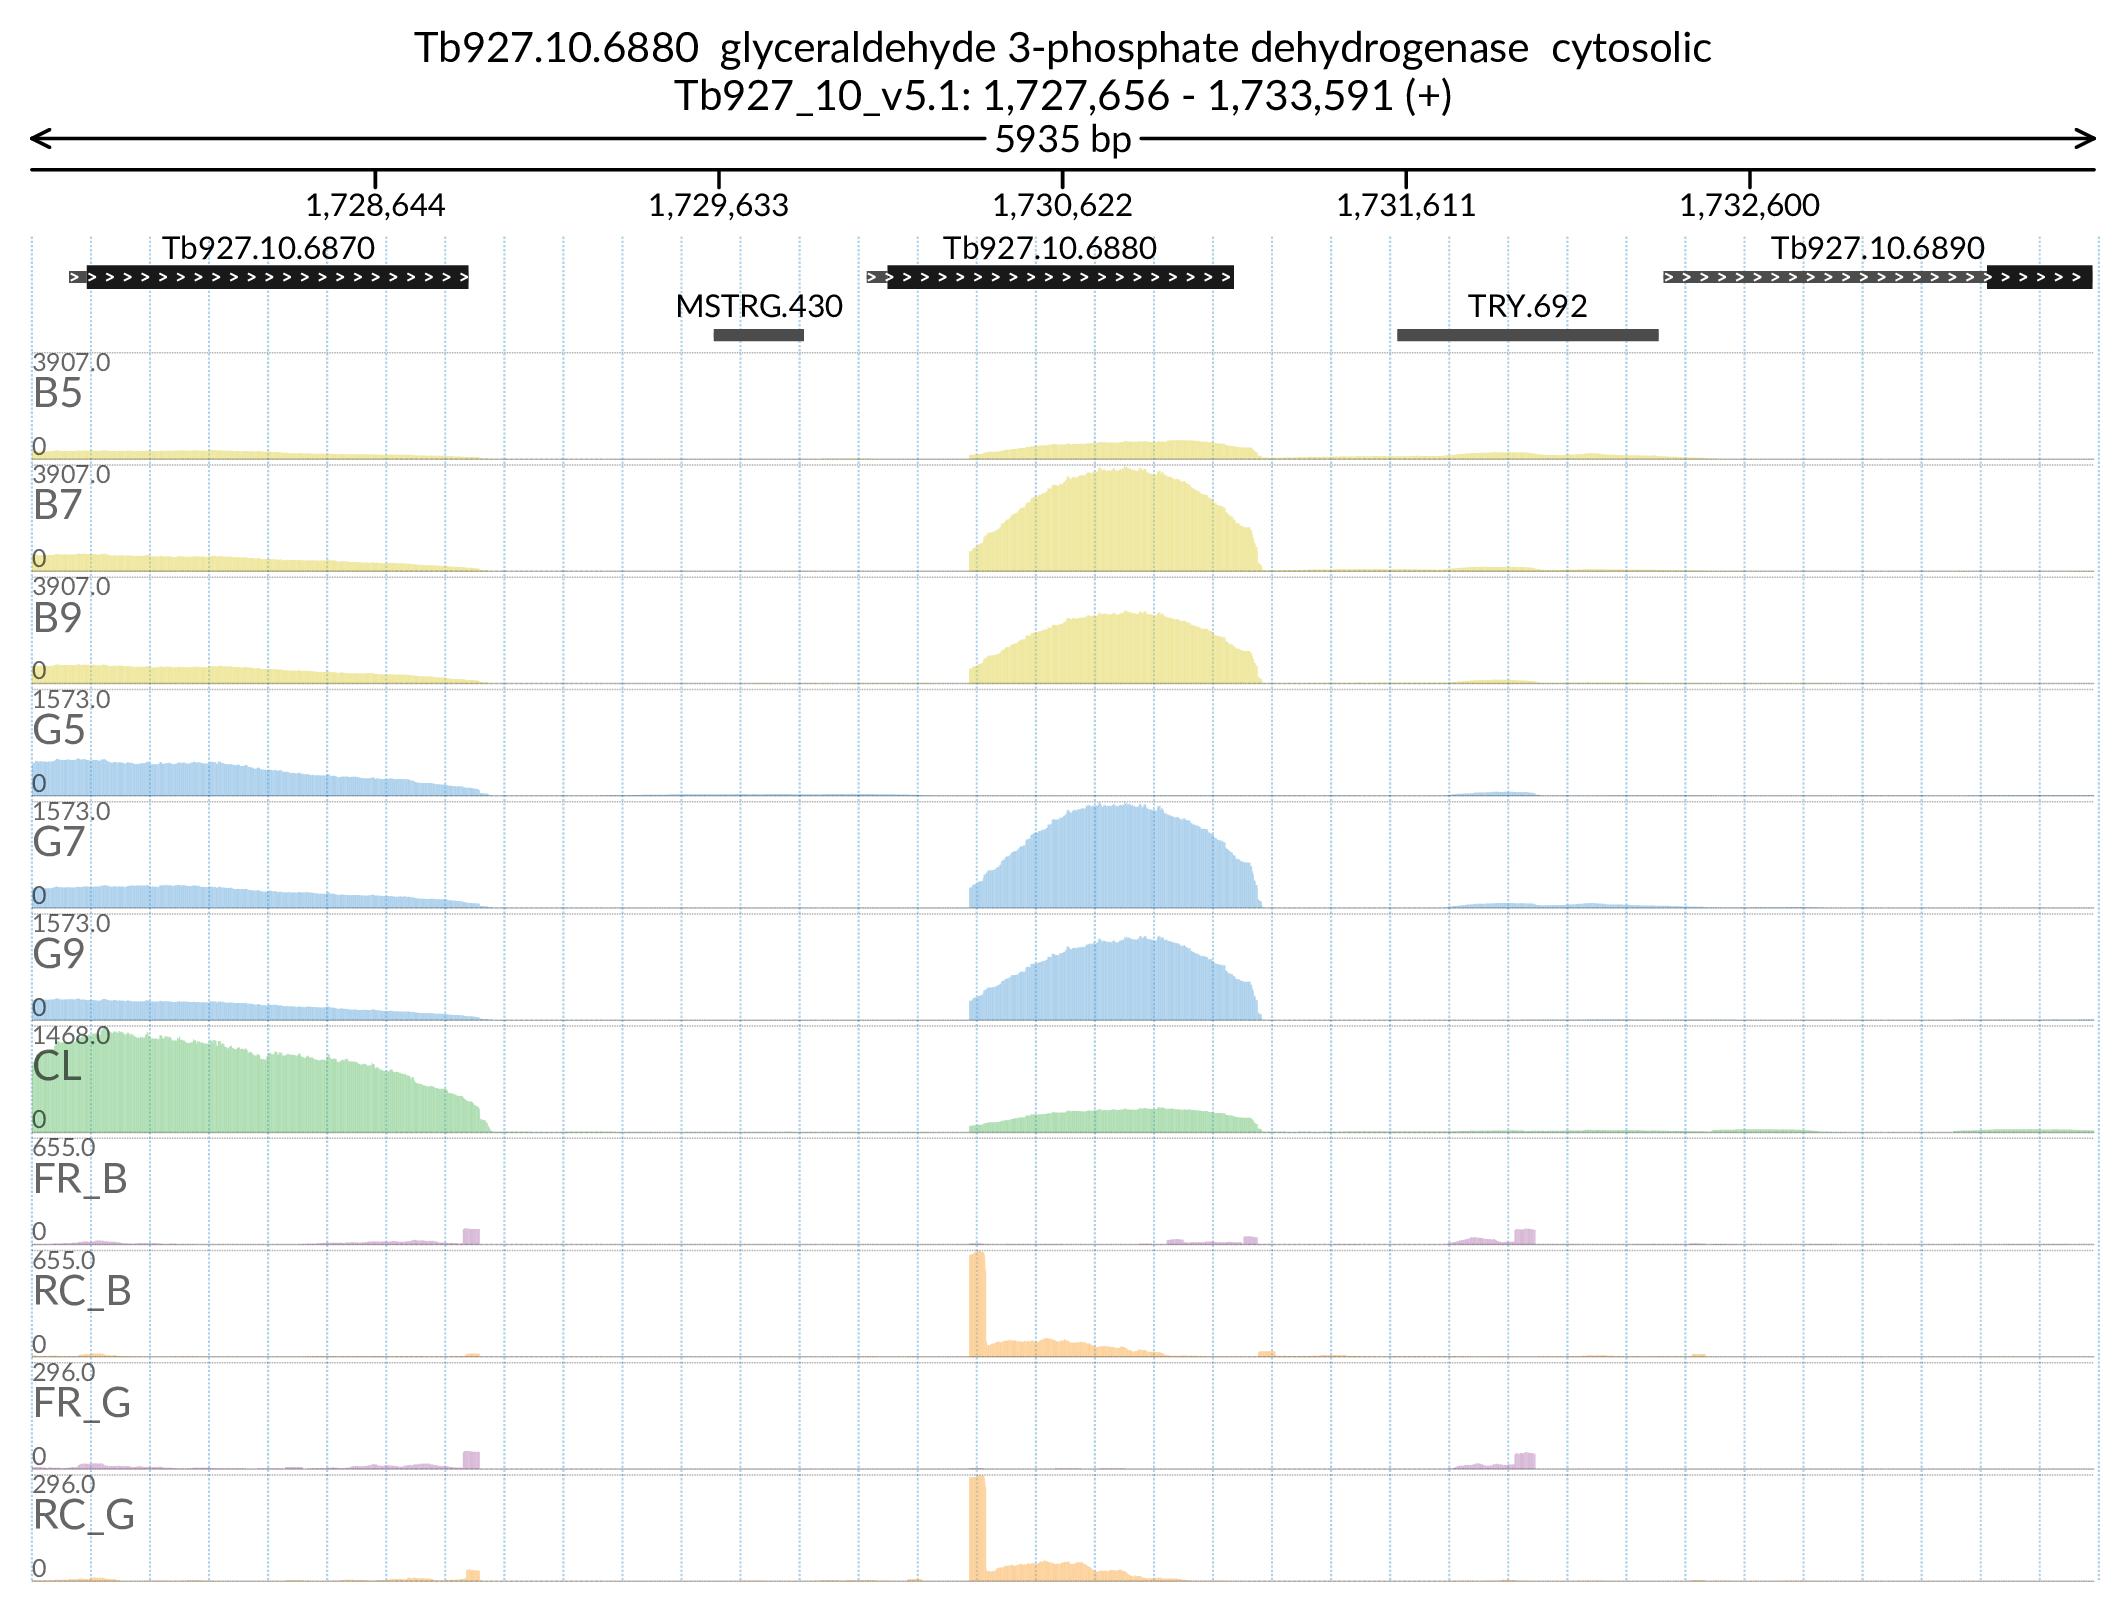 Tb927.10.6880  glyceraldehyde 3-phosphate dehydrogenase  cytosolic
Tb927_10_v5.1: 1,727,656 - 1,733,591 (+)
5935 bp
1,728,644 1,729,633 1,730,622 1,731,611 1,732,600
Tb927.10.6870 Tb927.10.6880 Tb927.10.6890
MSTRG.430 TRY.692
3907.0
B5
0
3907.0
B7
0
3907.0
B9
0
1573.0
G5
0
1573.0
G7
0
1573.0
G9
0
1468.0
CL
0
655.0
FR_B
0
655.0
RC_B
0
296.0
FR_G
0
296.0
RC_G
0